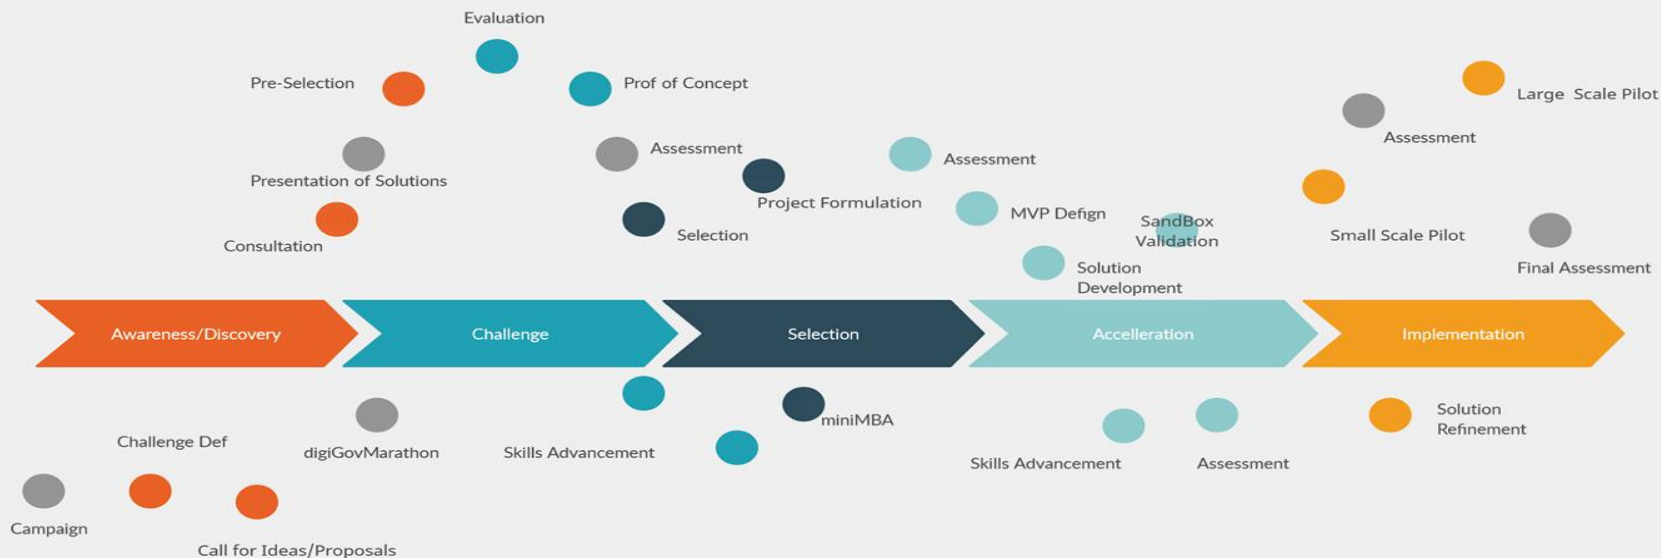 Evaluation
Pre-Selection
Prof of Concept
Large  Scale Pilot
Assessment
Assessment
Assessment
Presentation of Solutions
Project Formulation
MVP Defign
SandBox
Validation
Selection
Small Scale Pilot
Consultation
Solution
Development
Final Assessment
Awareness/Discovery
Challenge
Selection
Accelleration
Implementation
Challenge Def
digiGovMarathon
Skills Advancement
miniMBA
Skills Advancement
Assessment
Solution
Refinement
Campaign
Call for Ideas/Proposals